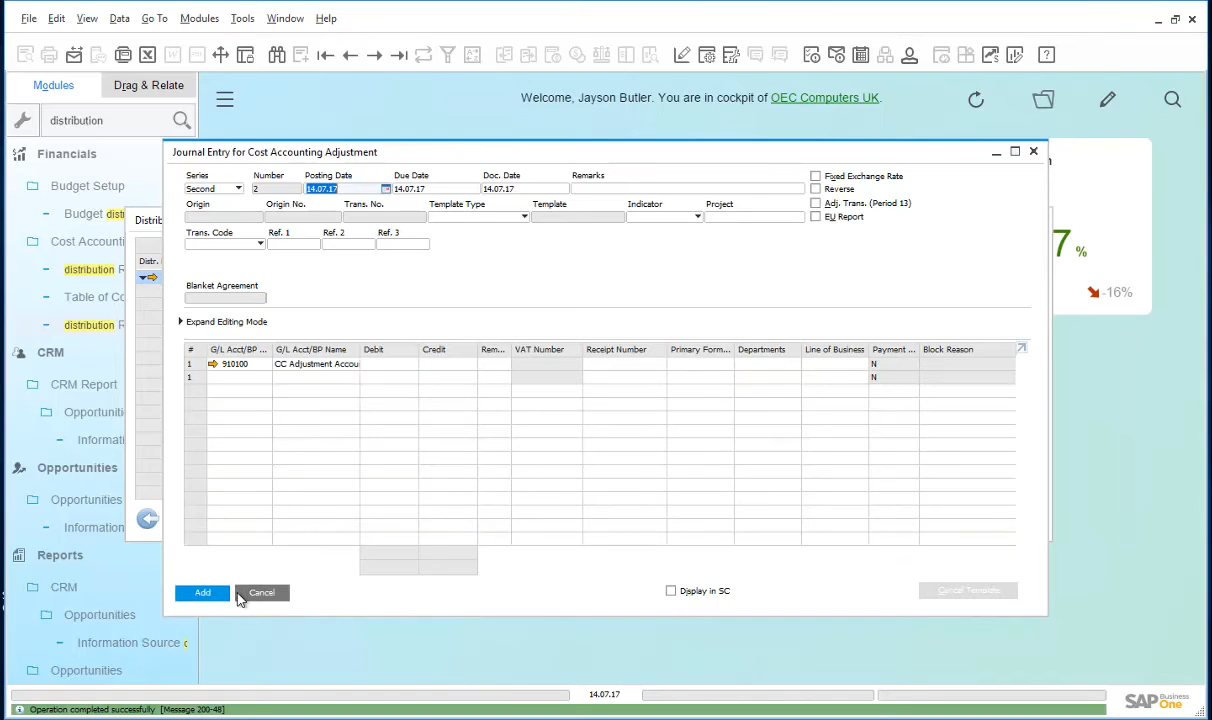 File Edit View Data Go To Modules Tools Window Help
Modules Drag & Relate
Welcome, Jayson Butler. You are in cockpit of OEC Computers UK.
distribution
Financials
Budget Setup
Budget
Cost Accounti
distribution R
Table of Co
distribution R
CRM
CRM Report
Opportuniti
Informati
Opportunities
Opportunities
Information
Reports
CRM
Opportunities
Information Source
Opportunities
Distrib
Distr.
Journal Entry for Cost Accounting Adjustment
Series Number Posting Date Due Date Doc. Date Remarks
Second 2 14.07.17 14.07.17 14.07.17
Origin Origin No. Trans. No. Template Type Template Indicator Project
Trans. Code Ref. 1 Ref. 2 Ref. 3
Fixed Exchange Rate
Reverse
Adj. Trans. (Period 13)
EU Report
Blanket Agreement
Expand Editing Mode
# G/L Acct/BP ... G/L Acct/BP Name Debit Credit Rem... VAT Number Receipt Number Primary Form... Departments Line of Business Payment ... Block Reason
1 910100 CC Adjustment Accou N
1 N
Add Cancel
Display in SC
Cancel Template
7 %
-16%
14.07.17
Operation completed successfully [Message 200-48]
SAP Business One